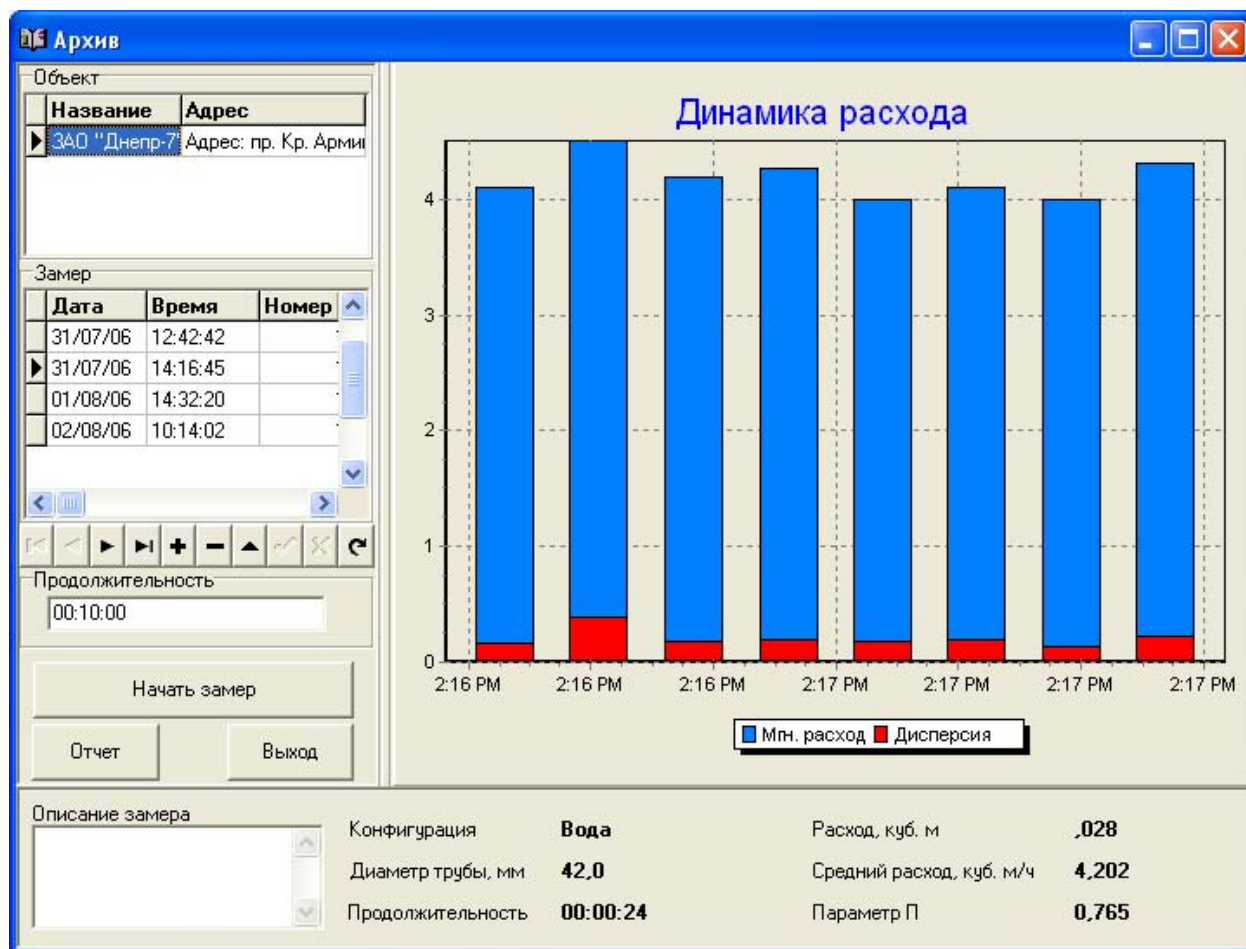 Архив
Объект
Название Адрес
ЗАО "Днепр-7" Адрес: пр. Кр. Арми
Замер
Дата Время Номер
31/07/06 12:42:42
31/07/06 14:16:45
01/08/06 14:32:20
02/08/06 10:14:02
Продолжительность
00:10:00
Начать замер
Отчет Выход
Динамика расхода
4
3
2
1
0
2:16 PM 2:16 PM 2:16 PM 2:17 PM 2:17 PM 2:17 PM 2:17 PM
Мгн. расход Дисперсия
Описание замера
Конфигурация Вода Расход, куб. м ,028
Диаметр трубы, мм 42,0 Средний расход, куб. м/ч 4,202
Продолжительность 00:00:24 Параметр П 0,765